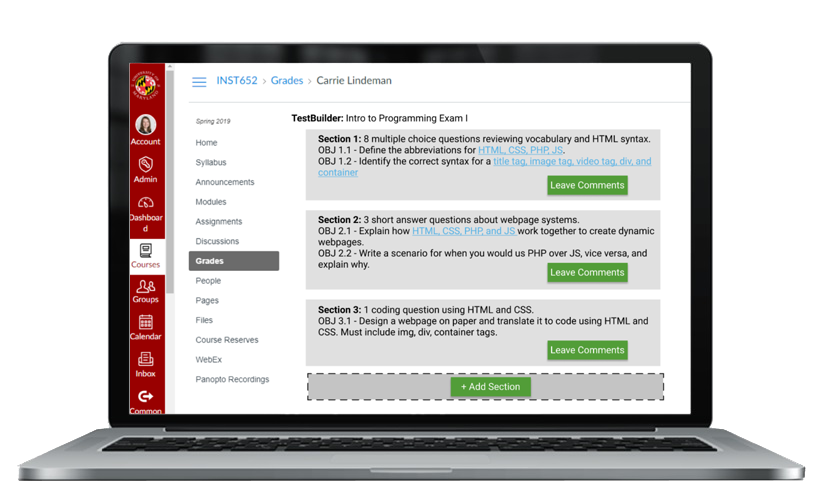 UNIVERSITY OF MARYLAND
Account
Admin
Dashboar
d
Courses
Groups
Calendar
Inbox
Common
INST652 > Grades > Carrie Lindeman
Spring 2019
Home
Syllabus
Announcements
Modules
Assignments
Discussions
Grades
People
Pages
Files
Course Reserves
WebEx
Panopto Recordings
TestBuilder: Intro to Programming Exam I
Section 1: 8 multiple choice questions reviewing vocabulary and HTML syntax.
OBJ 1.1 - Define the abbreviations for HTML, CSS, PHP, JS.
OBJ 1.2 - Identify the correct syntax for a title tag, image tag, video tag, div, and
container
Leave Comments
Section 2: 3 short answer questions about webpage systems.
OBJ 2.1 - Explain how HTML, CSS, PHP, and JS work together to create dynamic
webpages.
OBJ 2.2 - Write a scenario for when you would us PHP over JS, vice versa, and
explain why.
Leave Comments
Section 3: 1 coding question using HTML and CSS.
OBJ 3.1 - Design a webpage on paper and translate it to code using HTML and
CSS. Must include img, div, container tags.
Leave Comments
+ Add Section